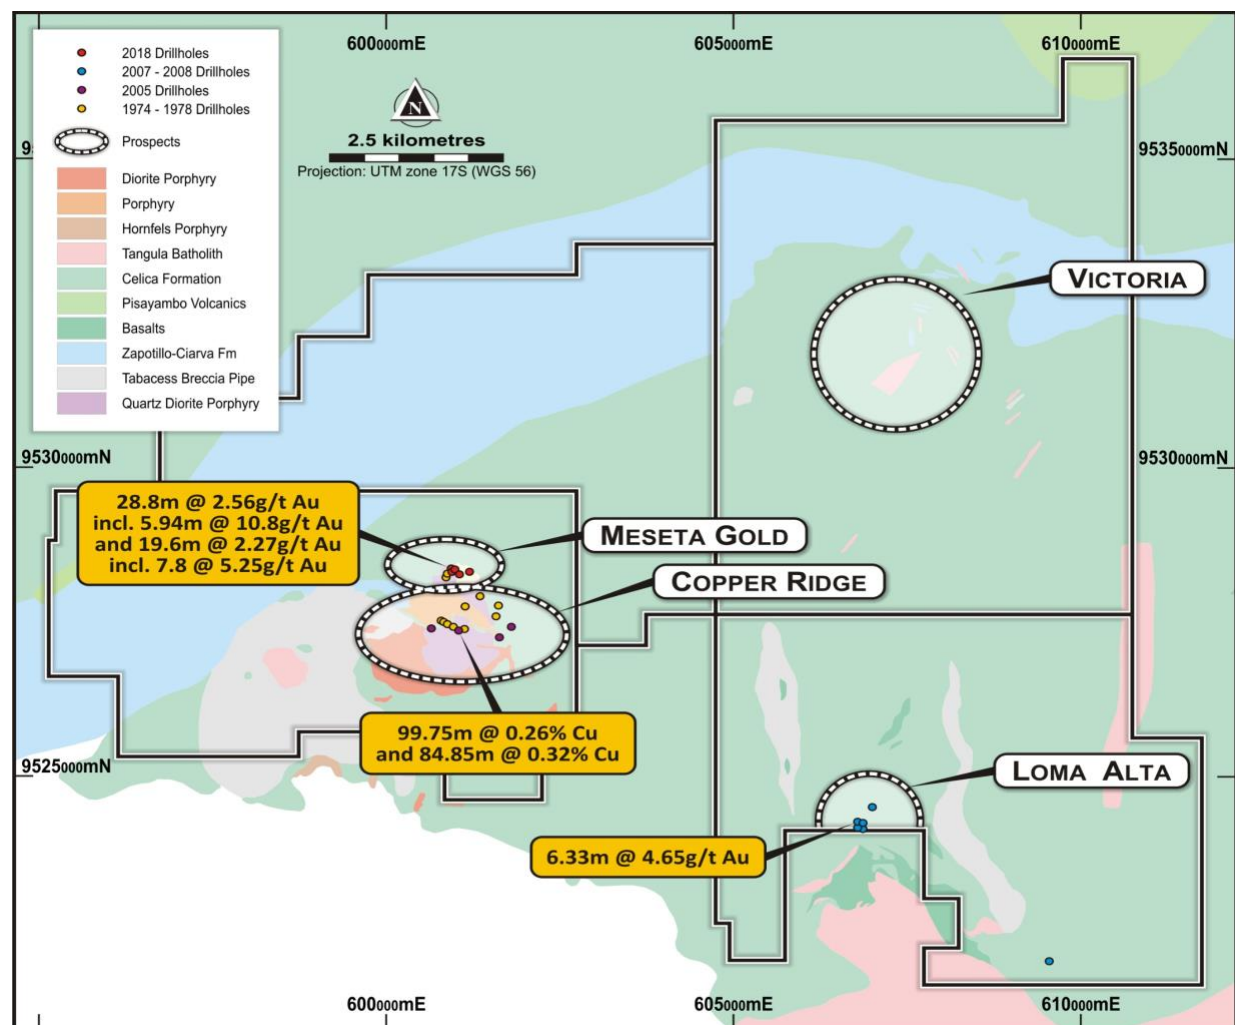 600000mE
605000mE
610000mE
2018 Drillholes
2007 - 2008 Drillholes
2005 Drillholes
1974 - 1978 Drillholes
Prospects
Diorite Porphyry
Porphyry
Hornfels Porphyry
Tangula Batholith
Celica Formation
Pisayambo Volcanics
Basalts
Zapotillo-Ciarva Fm
Tabacess Breccia Pipe
Quartz Diorite Porphyry
N
2.5 kilometres
Projection: UTM zone 17S (WGS 56)
9535000mN
VICTORIA
9530000mN
9530000mN
28.8m @ 2.56g/t Au
incl. 5.94m @ 10.8g/t Au
and 19.6m @ 2.27g/t Au
incl. 7.8 @ 5.25g/t Au
MESETA GOLD
COPPER RIDGE
99.75m @ 0.26% Cu
and 84.85m @ 0.32% Cu
9525000mN
LOMA ALTA
6.33m @ 4.65g/t Au
600000mE
605000mE
610000mE